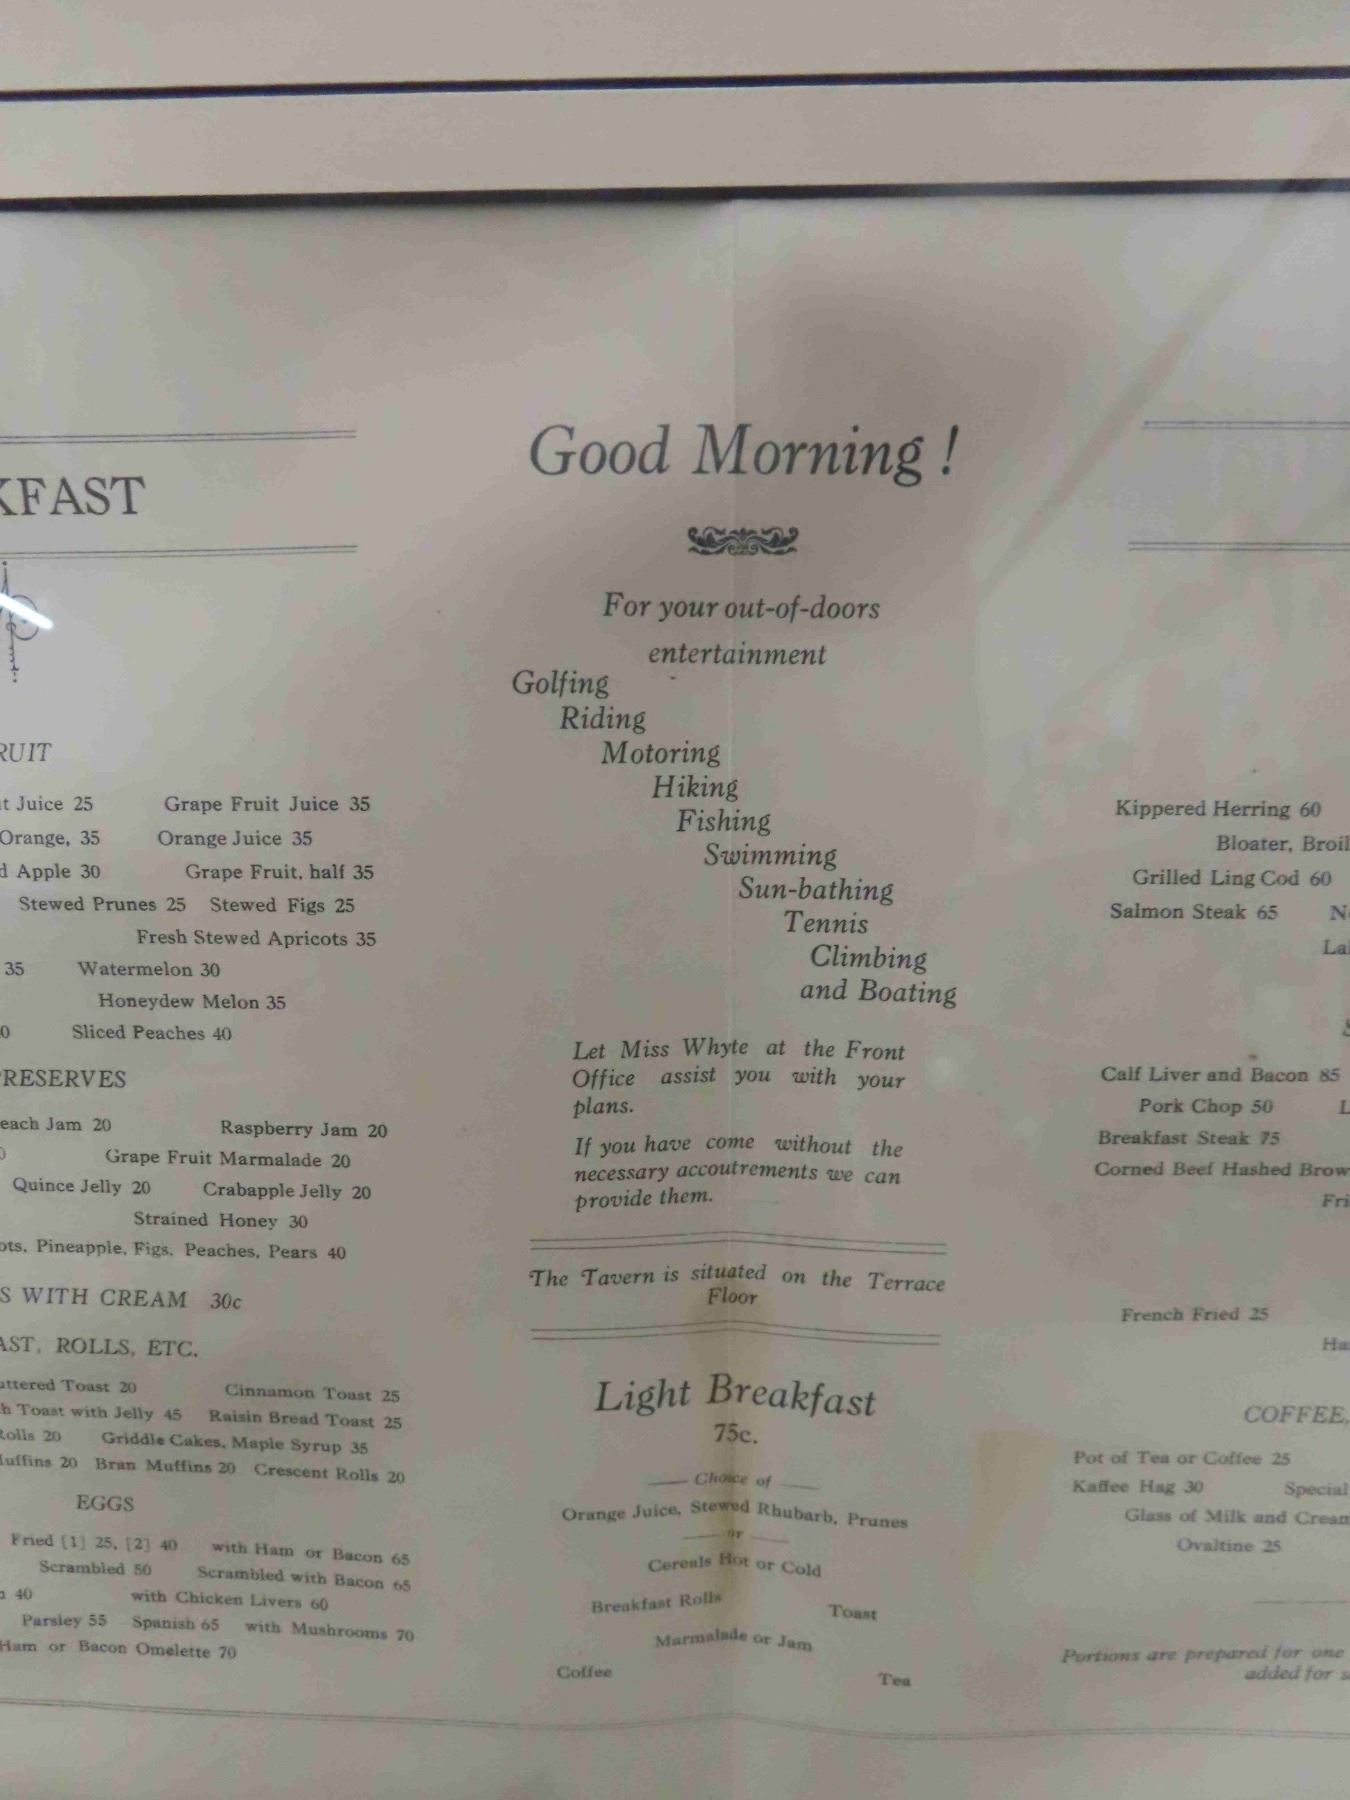 KFAST
RUIT
t Juice 25 Grape Fruit Juice 35
Orange, 35 Orange Juice 35
d Apple 30 Grape Fruit, half 35
Stewed Prunes 25 Stewed Figs 25
Fresh Stewed Apricots 35
35 Watermelon 30
Honeydew Melon 35
0 Sliced Peaches 40
RESERVES
each Jam 20 Raspberry Jam 20
0 Grape Fruit Marmalade 20
Quince Jelly 20 Crabapple Jelly 20
Strained Honey 30
ots, Pineapple, Figs, Peaches, Pears 40
S WITH CREAM 30c
AST, ROLLS, ETC.
uttered Toast 20 Cinnamon Toast 25
h Toast with Jelly 45 Raisin Bread Toast 25
Rolls 20 Griddle Cakes, Maple Syrup 35
Muffins 20 Bran Muffins 20 Crescent Rolls 20
EGGS
Fried [1] 25, [2] 40 with Ham or Bacon 65
Scrambled 50 Scrambled with Bacon 65
40 with Chicken Livers 60
Parsley 55 Spanish 65 with Mushrooms 70
Ham or Bacon Omelette 70
Good Morning !
For your out-of-doors
entertainment
Golfing
Riding
Motoring
Hiking
Fishing
Swimming
Sun-bathing
Tennis
Climbing
and Boating
Let Miss Whyte at the Front
Office assist you with your
plans.
If you have come without the
necessary accoutrements we can
provide them.
The Tavern is situated on the Terrace
Floor
Light Breakfast
75c.
Choice of
Orange Juice, Stewed Rhubarb, Prunes
or
Cereals Hot or Cold
Breakfast Rolls Toast
Marmalade or Jam
Coffee Tea
Kippered Herring 60
Bloater, Broil
Grilled Ling Cod 60
Salmon Steak 65 N
La
S
Calf Liver and Bacon 85
Pork Chop 50 L
Breakfast Steak 75
Corned Beef Hashed Brow
Fri
French Fried 25
Ha
COFFEE,
Pot of Tea or Coffee 25
Kaffee Hag 30 Special
Glass of Milk and Cream
Ovaltine 25
Portions are prepared for one
added for s